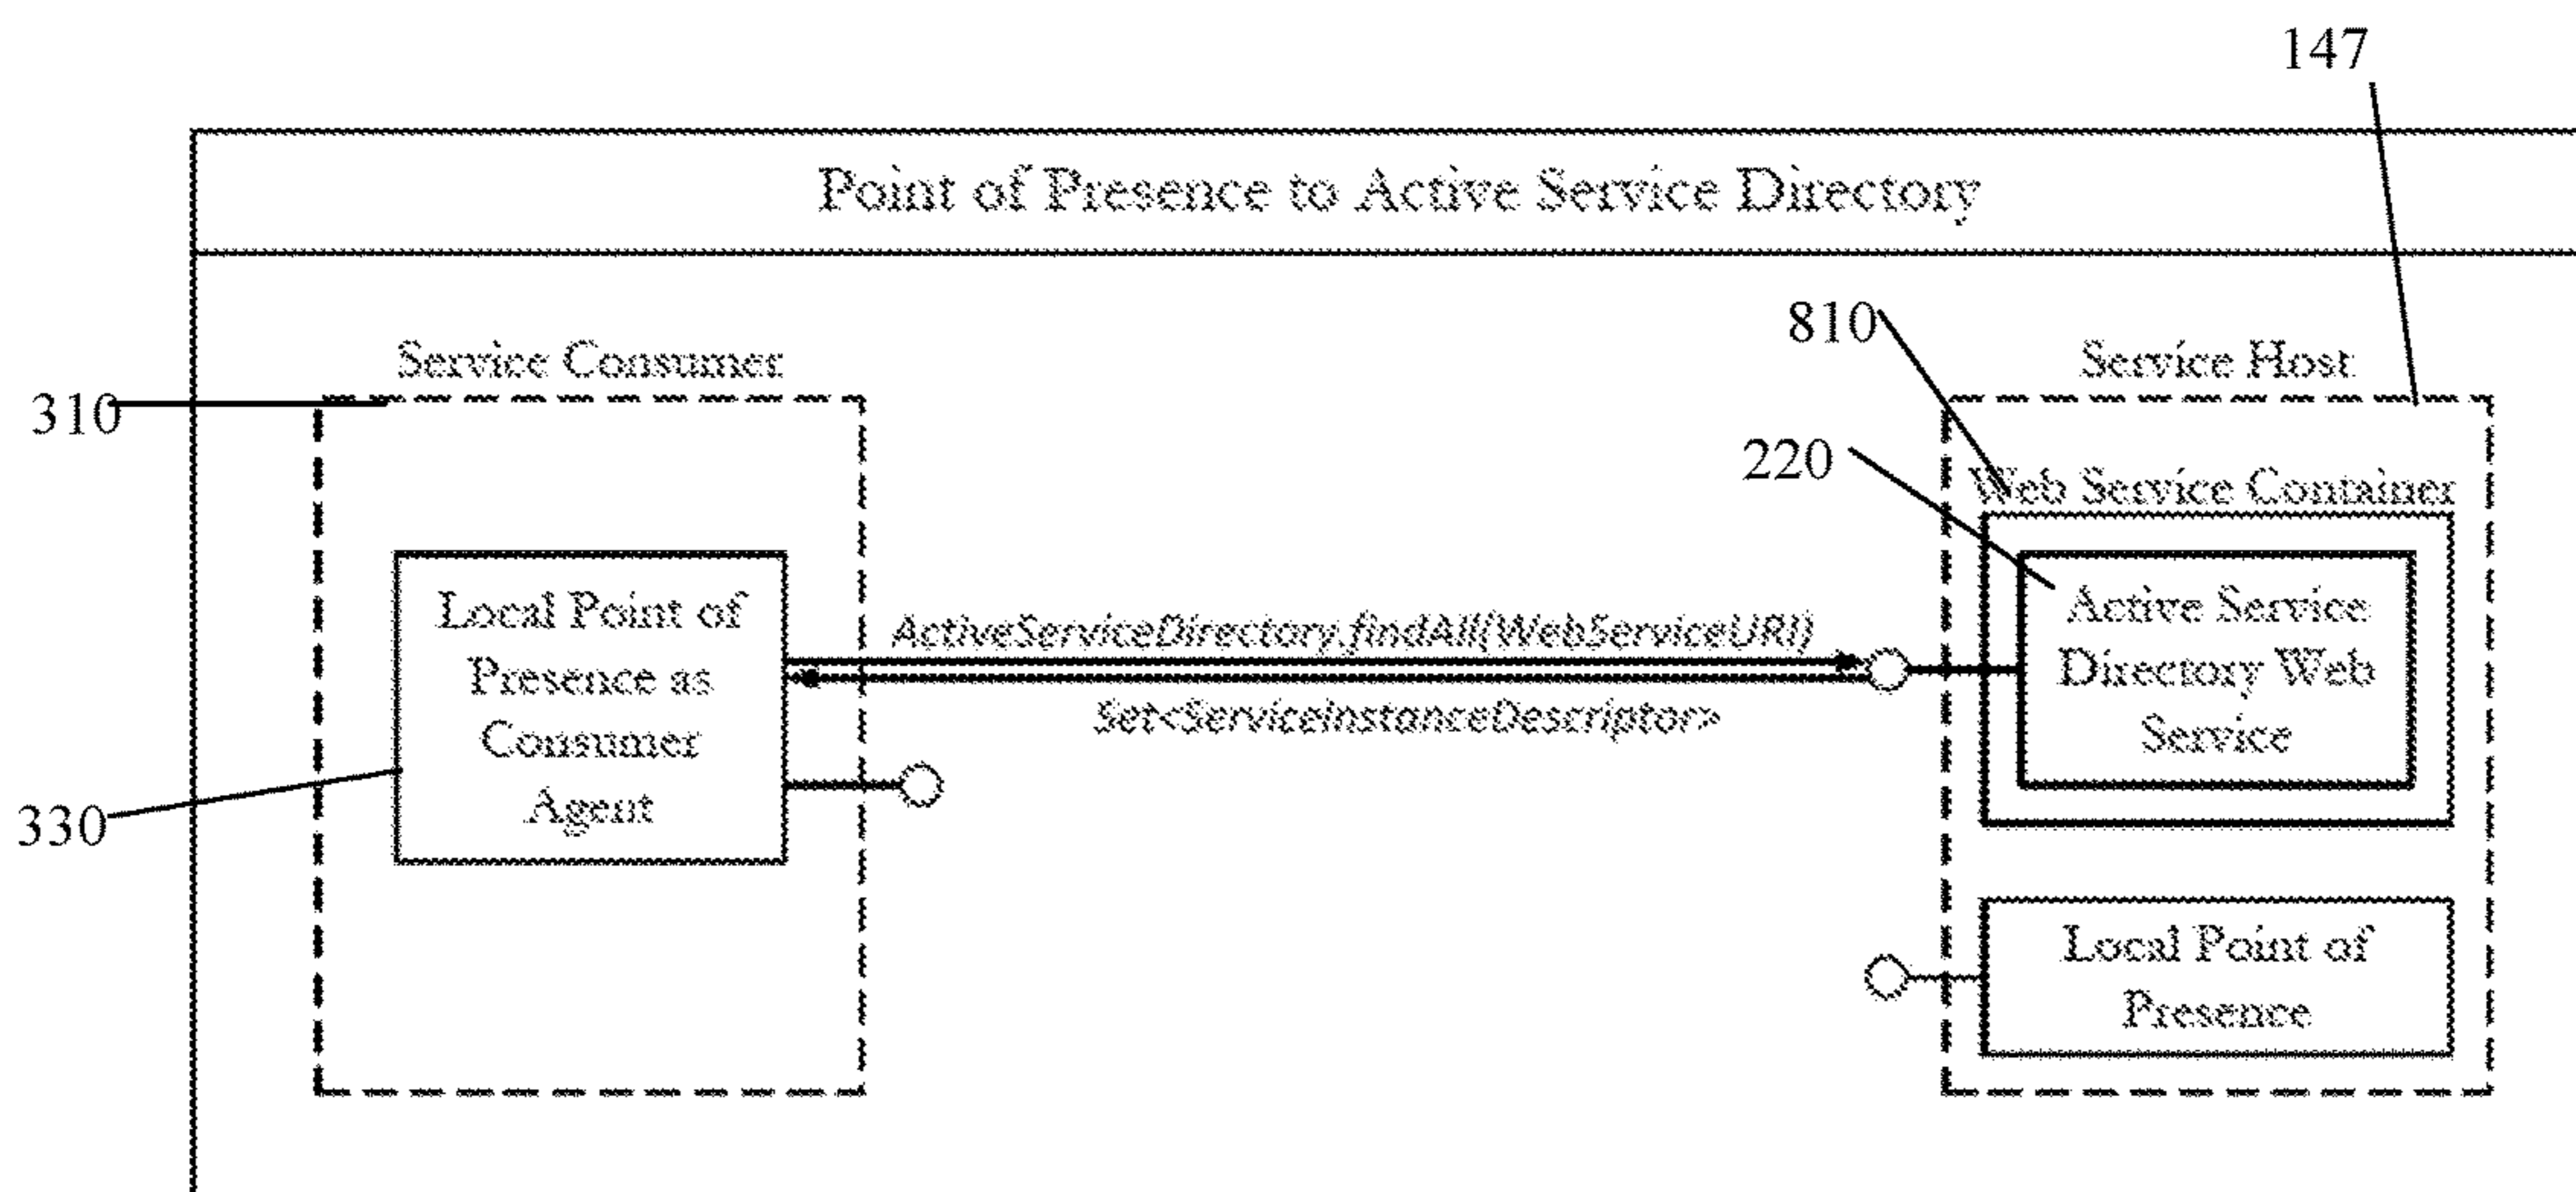 147
Point of Presence to Active Service Directory
810
Service Consumer
Service Host
310
220
Web Service Container
Local Point of
Presence as
Consumer
Agent
ActiveServiceDirectory.findAll(WebServiceURI)
Set<ServiceInstanceDescriptor>
Active Service
Directory Web
Service
330
Local Point of
Presence